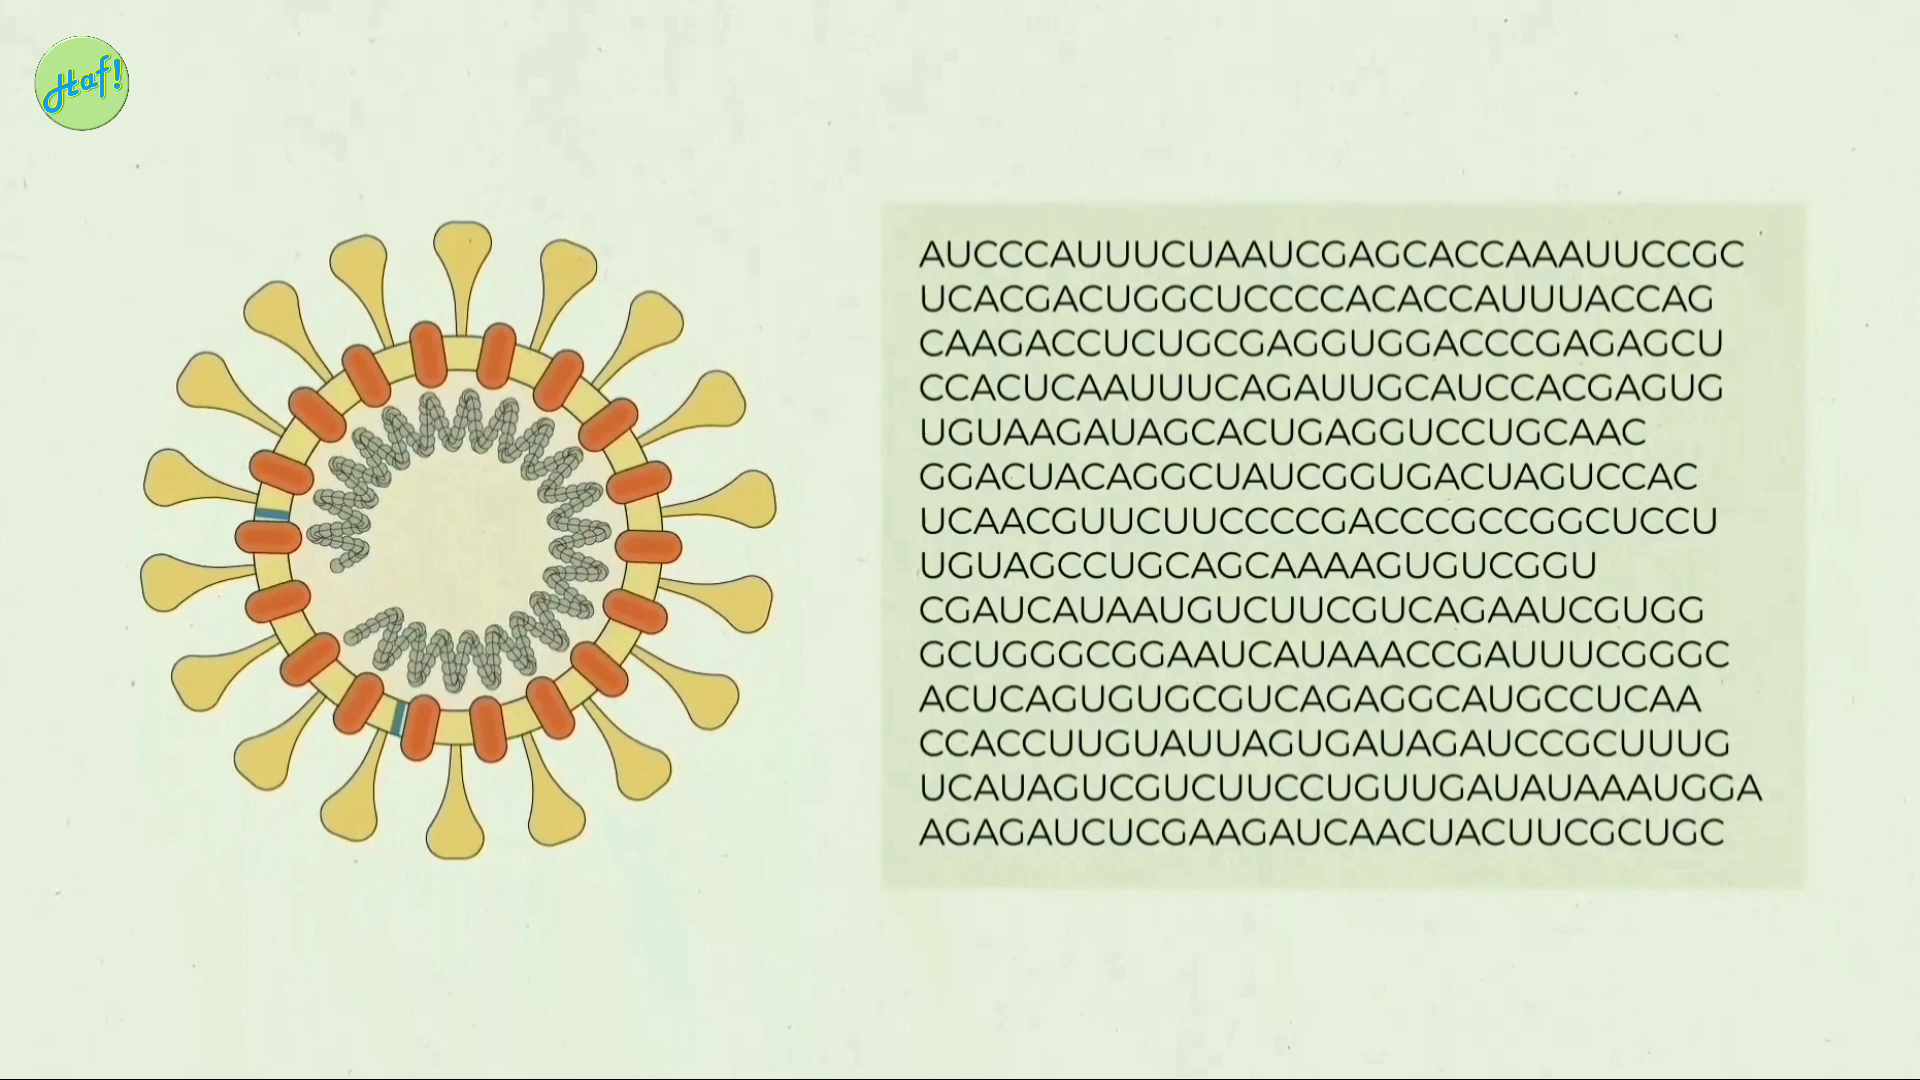 Haf!
AUCCCAUUUCUAAUCGAGCACCAAAUUCCGC
UCACGACUGGCUCCCCACACCAUUUACCAG
CAAGACCUCUGCGAGGUGGACCCGAGAGCU
CCACUCAAUUUCAGAUUGCAUCCACGAGUG
UGUAAGAUAGCACUGAGGUCCUGCAAC
GGACUACAGGCUAUCGGUGACUAGUCCAC
UCAACGUUCUUCCCCGACCCGCCGGCUCCU
UGUAGCCUGCAGCAAAAGUGUCGGU
CGAUCAUAAUGUCUUCGUCAGAAUCGUGG
GCUGGGCGGAAUCAUAAACCGAUUUCGGGC
ACUCAGUGUGCGUCAGAGGCAUGCCUCAA
CCACCUUGUAUUAGUGAUAGAUCCGCUUUG
UCAUAGUCGUCUUCCUGUUGAUAUAAAUGGA
AGAGAUCUCGAAGAUCAACUACUUCGCUGC